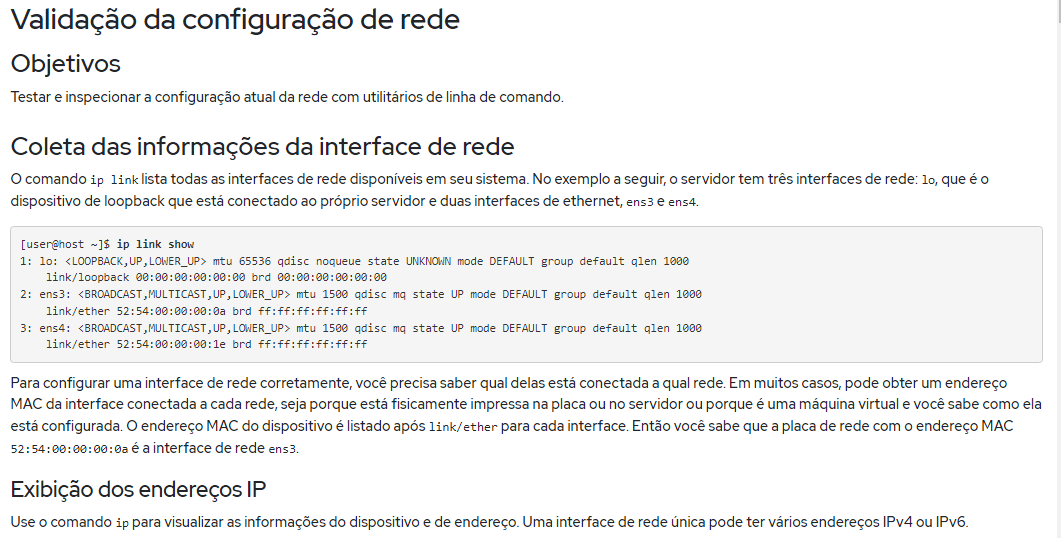 Validação da configuração de rede
Objetivos
Testar e inspecionar a configuração atual da rede com utilitários de linha de comando.
Coleta das informações da interface de rede
O comando ip link lista todas as interfaces de rede disponíveis em seu sistema. No exemplo a seguir, o servidor tem três interfaces de rede: lo, que é o
dispositivo de loopback que está conectado ao próprio servidor e duas interfaces de ethernet, ens3 e ens4.
[user@host ~]$ ip link show
1: lo: <LOOPBACK,UP,LOWER_UP> mtu 65536 qdisc noqueue state UNKNOWN mode DEFAULT group default qlen 1000
    link/loopback 00:00:00:00:00:00 brd 00:00:00:00:00:00
2: ens3: <BROADCAST,MULTICAST,UP,LOWER_UP> mtu 1500 qdisc mq state UP mode DEFAULT group default qlen 1000
    link/ether 52:54:00:00:00:0a brd ff:ff:ff:ff:ff:ff
3: ens4: <BROADCAST,MULTICAST,UP,LOWER_UP> mtu 1500 qdisc mq state UP mode DEFAULT group default qlen 1000
    link/ether 52:54:00:00:00:1e brd ff:ff:ff:ff:ff:ff
Para configurar uma interface de rede corretamente, você precisa saber qual delas está conectada a qual rede. Em muitos casos, pode obter um endereço
MAC da interface conectada a cada rede, seja porque está fisicamente impressa na placa ou no servidor ou porque é uma máquina virtual e você sabe como ela
está configurada. O endereço MAC do dispositivo é listado após link/ether para cada interface. Então você sabe que a placa de rede com o endereço MAC
52:54:00:00:00:0a é a interface de rede ens3.
Exibição dos endereços IP
Use o comando ip para visualizar as informações do dispositivo e de endereço. Uma interface de rede única pode ter vários endereços IPv4 ou IPv6.